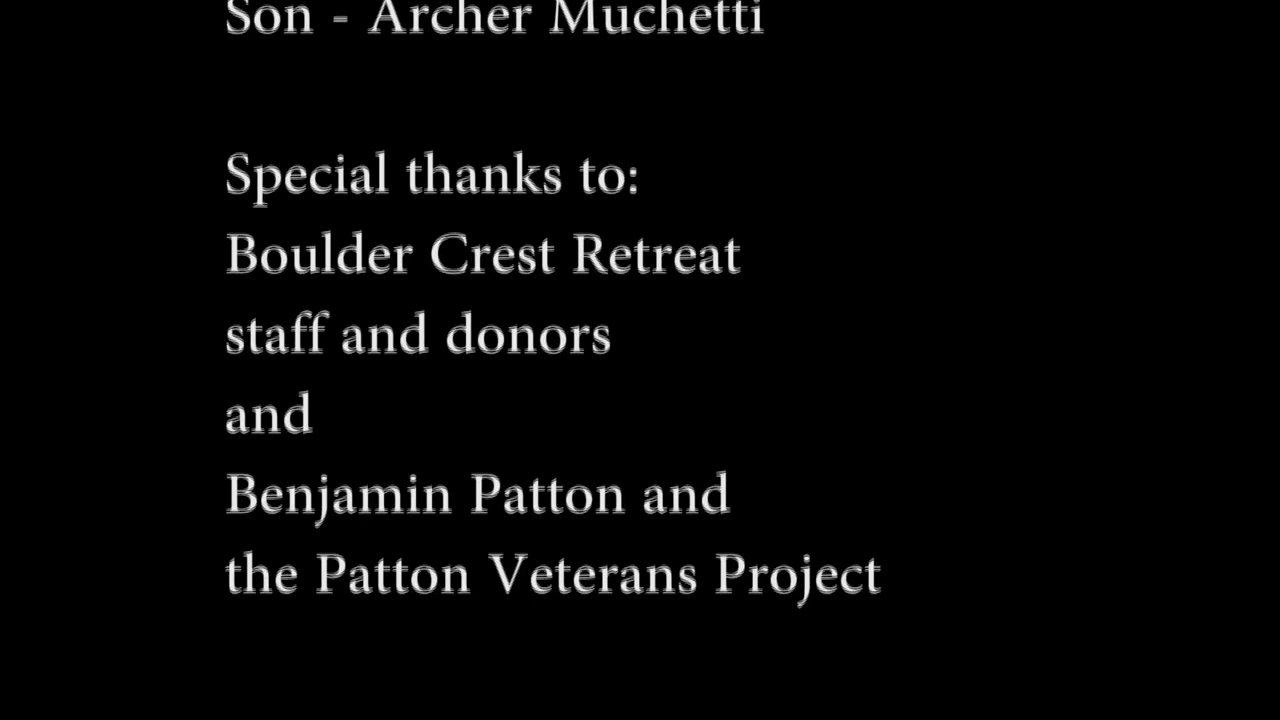 Son - Archer Muchetti
Special thanks to:
Boulder Crest Retreat
staff and donors
and
Benjamin Patton and
the Patton Veterans Project